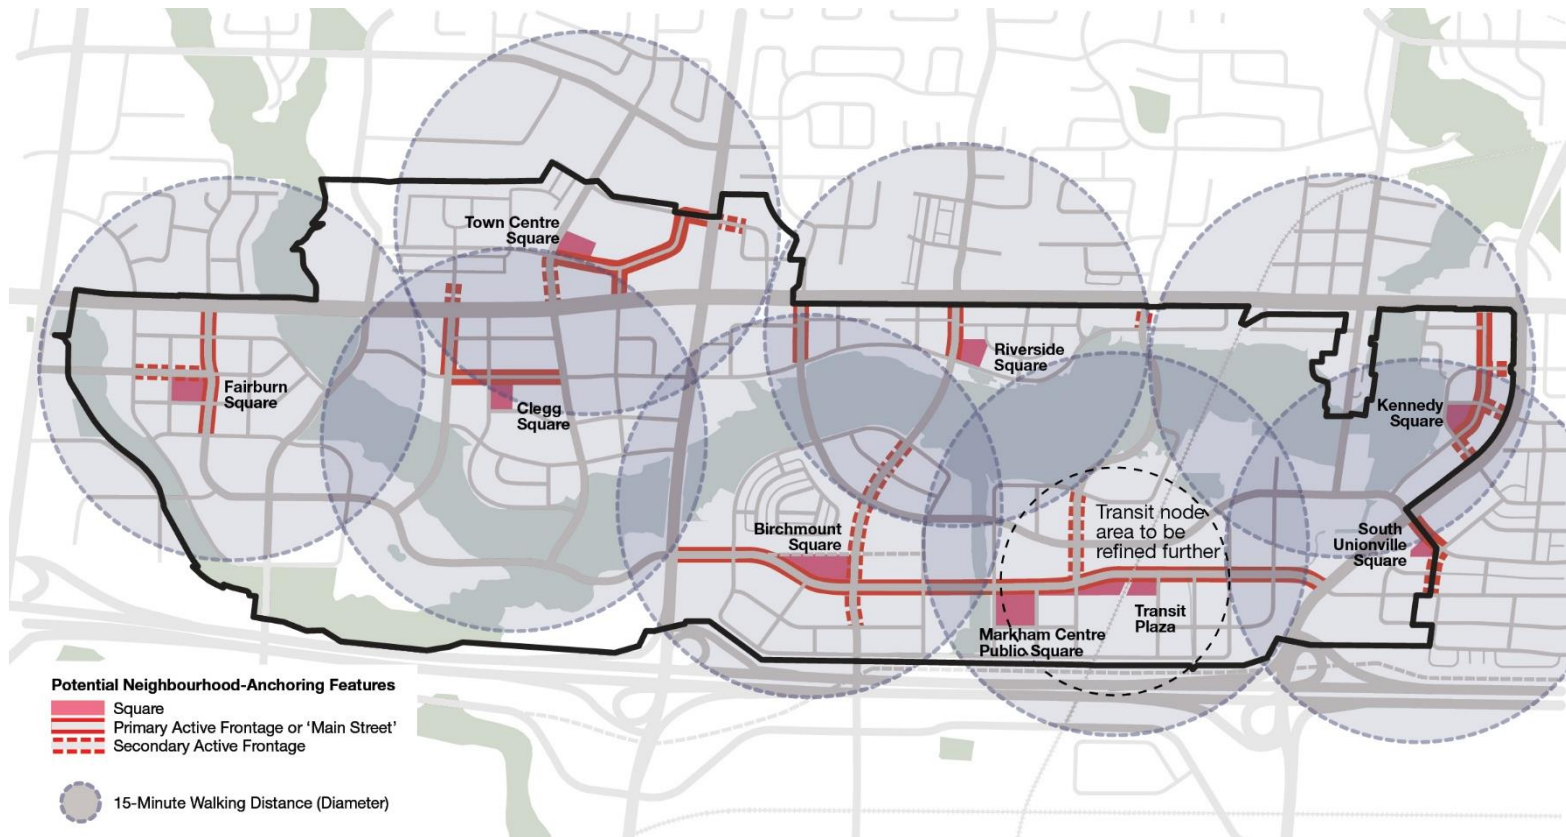 Town Centre
Square
Fairburn
Square
Clegg
Square
Riverside
Square
Kennedy
Square
Birchmount
Square
Transit node
area to be
refined further
South
Unionville
Square
Transit
Plaza
Markham Centre
Public Square
Potential Neighbourhood-Anchoring Features
Square
Primary Active Frontage or ‘Main Street’
Secondary Active Frontage
15-Minute Walking Distance (Diameter)